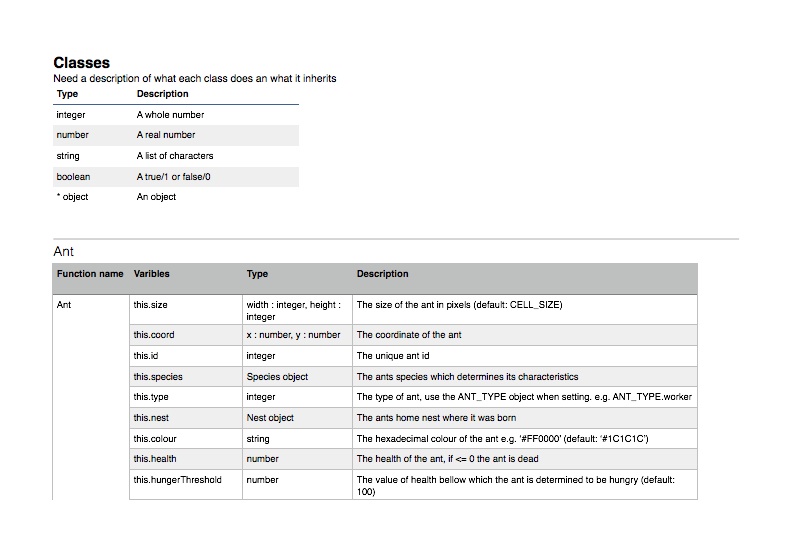 Classes
Need a description of what each class does an what it inherits
Type Description
integer A whole number
number A real number
string A list of characters
boolean A true/1 or false/0
* object An object
Ant
Function name Varibles Type Description
Ant this.size width : integer, height : integer The size of the ant in pixels (default: CELL_SIZE)
this.coord x : number, y : number The coordinate of the ant
this.id integer The unique ant id
this.species Species object The ants species which determines its characteristics
this.type integer The type of ant, use the ANT_TYPE object when setting. e.g. ANT_TYPE.worker
this.nest Nest object The ants home nest where it was born
this.colour string The hexadecimal colour of the ant e.g. '#FF0000' (default: '#1C1C1C')
this.health number The health of the ant, if <= 0 the ant is dead
this.hungerThreshold number The value of health bellow which the ant is determined to be hungry (default: 100)